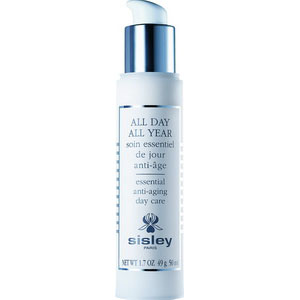 ALL DAY
ALL YEAR
soin essentiel
de jour
anti-âge
essential
anti-aging
day care
sisley
PARIS
NET WT 1.7 OZ. 49 g. 50 ml